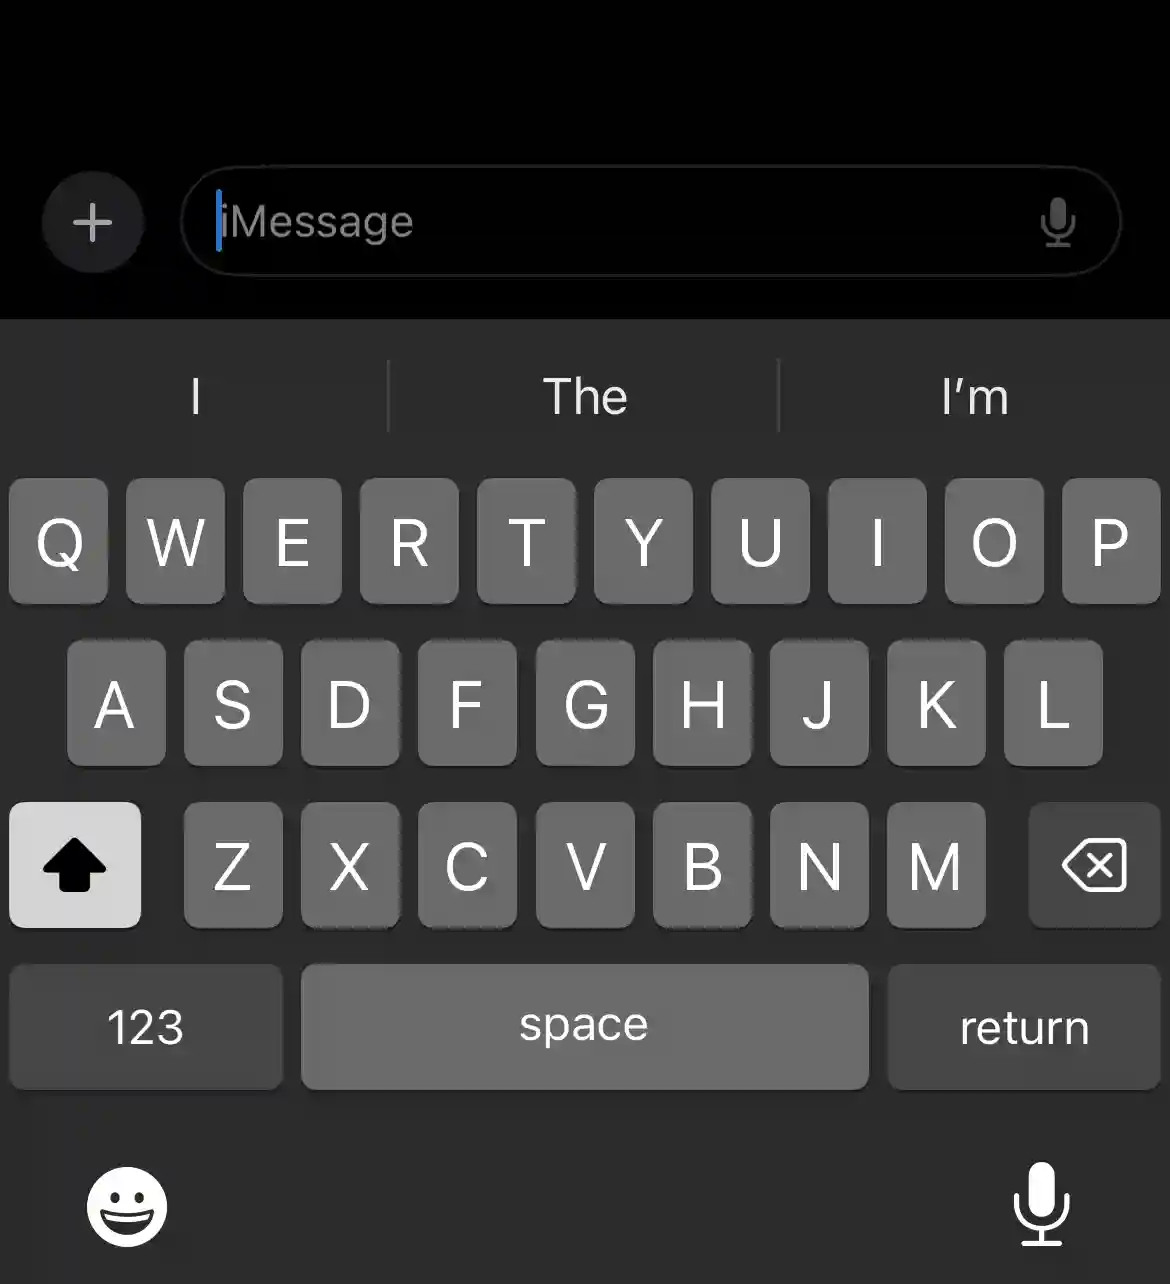 iMessage
I The I’m
Q W E R T Y U I O P
A S D F G H J K L
Z X C V B N M
123 space return